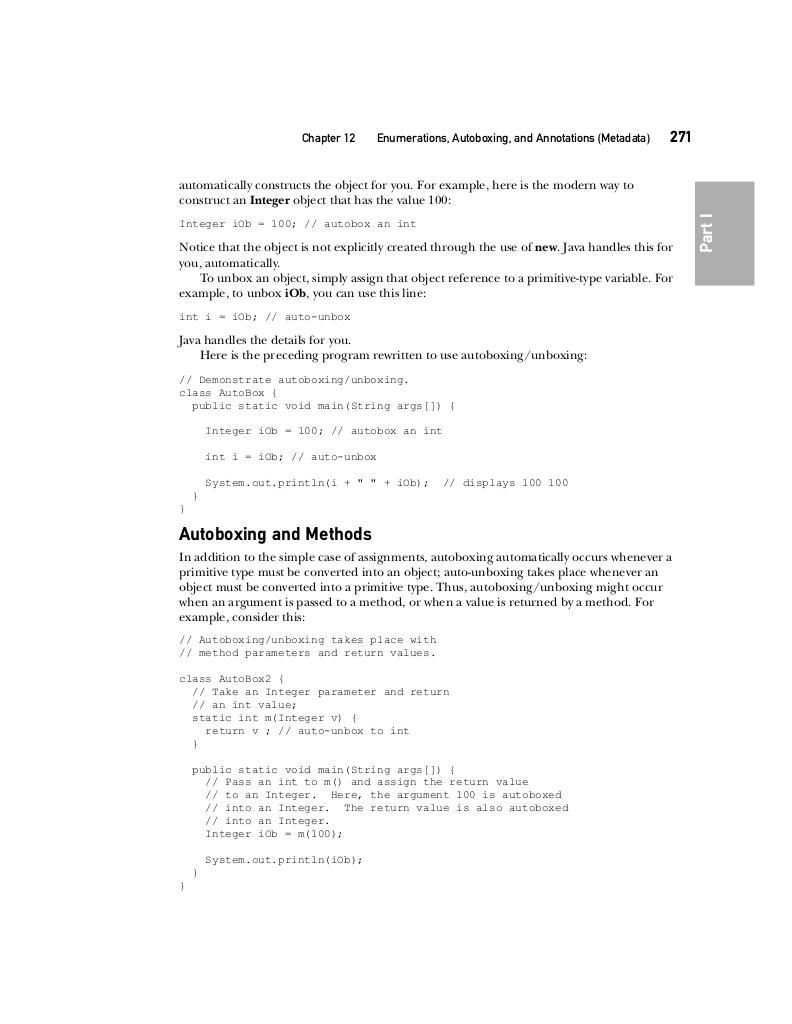 Chapter 12 Enumerations, Autoboxing, and Annotations (Metadata) 271
Part I
automatically constructs the object for you. For example, here is the modern way to
construct an Integer object that has the value 100:
Integer iOb = 100; // autobox an int
Notice that the object is not explicitly created through the use of new. Java handles this for
you, automatically.
To unbox an object, simply assign that object reference to a primitive-type variable. For
example, to unbox iOb, you can use this line:
int i = iOb; // auto-unbox
Java handles the details for you.
Here is the preceding program rewritten to use autoboxing/unboxing:
// Demonstrate autoboxing/unboxing.
class AutoBox {
  public static void main(String args[]) {

    Integer iOb = 100; // autobox an int

    int i = iOb; // auto-unbox

    System.out.println(i + " " + iOb);  // displays 100 100
  }
}
Autoboxing and Methods
In addition to the simple case of assignments, autoboxing automatically occurs whenever a
primitive type must be converted into an object; auto-unboxing takes place whenever an
object must be converted into a primitive type. Thus, autoboxing/unboxing might occur
when an argument is passed to a method, or when a value is returned by a method. For
example, consider this:
// Autoboxing/unboxing takes place with
// method parameters and return values.

class AutoBox2 {
  // Take an Integer parameter and return
  // an int value;
  static int m(Integer v) {
    return v ; // auto-unbox to int
  }

  public static void main(String args[]) {
    // Pass an int to m() and assign the return value
    // to an Integer.  Here, the argument 100 is autoboxed
    // into an Integer.  The return value is also autoboxed
    // into an Integer.
    Integer iOb = m(100);

    System.out.println(iOb);
  }
}